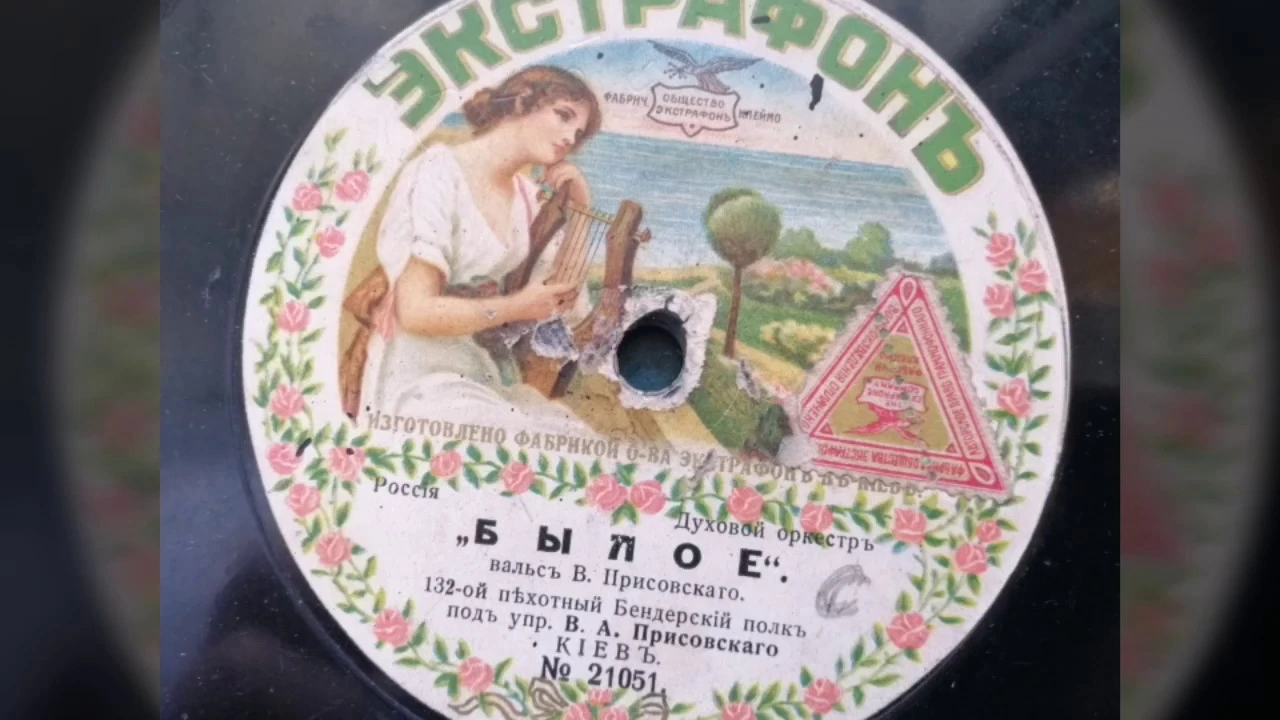 ЭКСТРАФОНЪ
ФАБРИЧ. ОБЩЕСТВО ЭКСТРАФОНЪ КЛЕЙМО
ИЗГОТОВЛЕНО ФАБРИКОЙ О-ВА ЭКСТРАФОНЪ ВЪ
Россія
Духовой оркестръ
„БЫЛОЕ“.
вальсъ В. Присовскаго.
132-ой пѣхотный Бендерскій полкъ
подъ упр. В. А. Присовскаго
КІЕВЪ.
№ 21051.